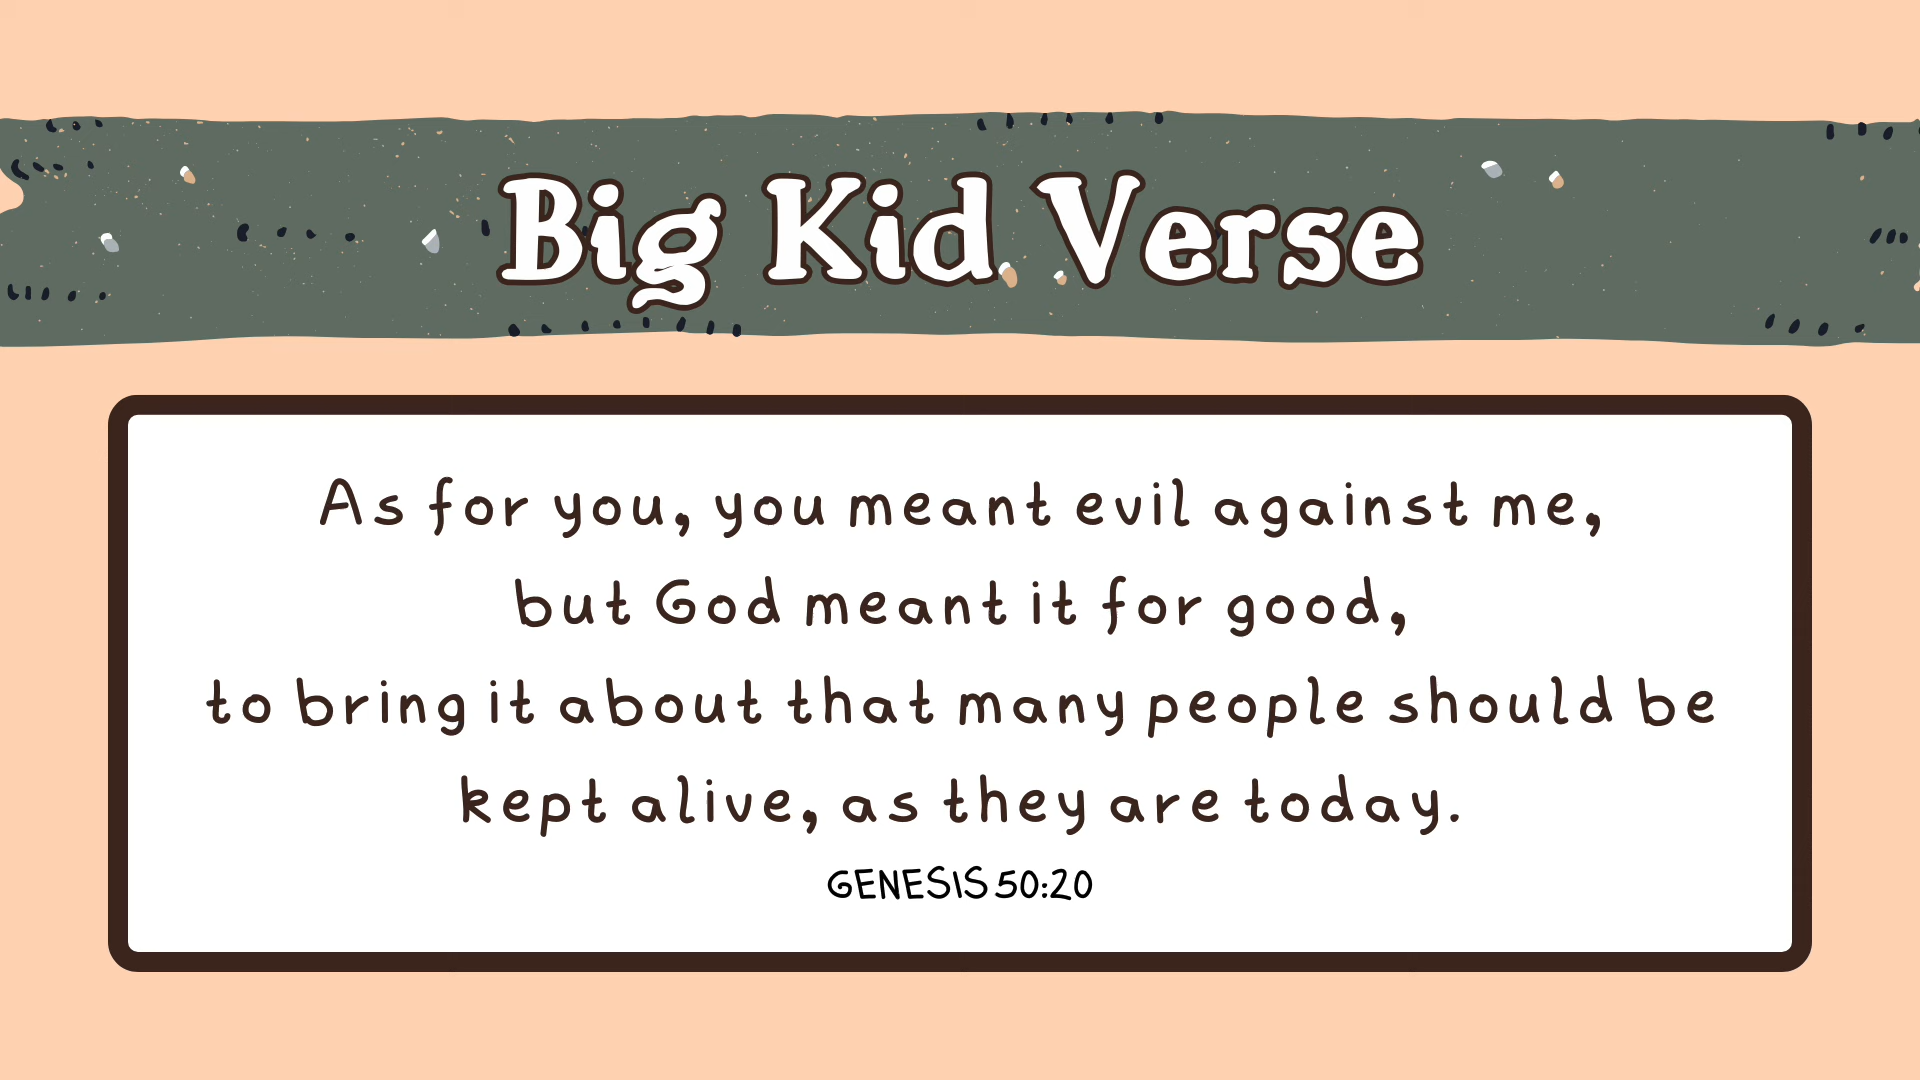 Big Kid Verse
As for you, you meant evil against me,
but God meant it for good,
to bring it about that many people should be
kept alive, as they are today.
GENESIS 50:20